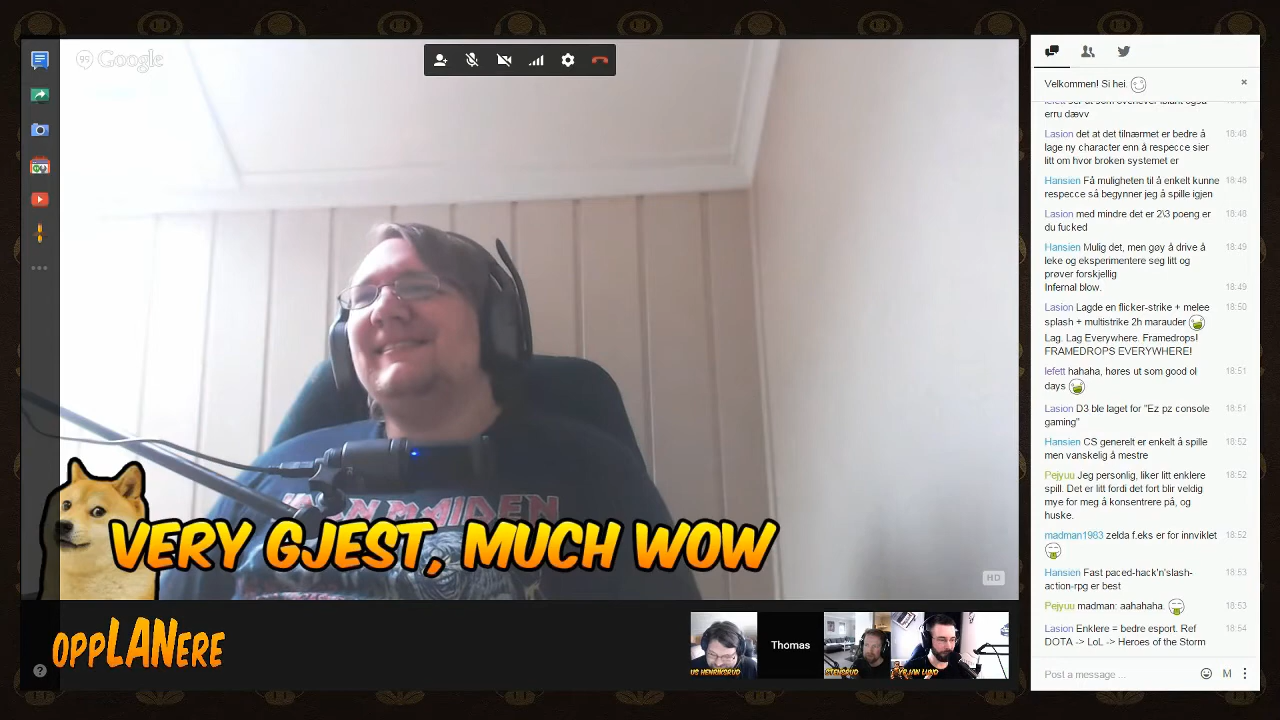 Google
HD
IRON MAIDEN
VERY GJEST, MUCH WOW
OPPLANERE
?
US HENRIKSRUD
Thomas
STENSRUD
ØRJAN LUND
Velkommen! Si hei.
×
erru dævv
Lasion det at det tilnærmet er bedre å 18:48
lage ny character enn å respecce sier
litt om hvor broken systemet er
Hansien Få muligheten til å enkelt kunne 18:48
respecce så begynner jeg å spille igjen
Lasion med mindre det er 2\3 poeng er 18:48
du fucked
Hansien Mulig det, men gøy å drive å 18:49
leke og eksperimentere seg litt og
prøver forskjellig
Infernal blow. 18:49
Lasion Lagde en flicker-strike + melee 18:50
splash + multistrike 2h marauder
Lag. Lag Everywhere. Framedrops!
FRAMEDROPS EVERYWHERE!
lefett hahaha, høres ut som good ol 18:51
days
Lasion D3 ble laget for "Ez pz console 18:51
gaming"
Hansien CS generelt er enkelt å spille 18:52
men vanskelig å mestre
Pejyuu Jeg personlig, liker litt enklere 18:52
spill. Det er litt fordi det fort blir veldig
mye for meg å konsentrere på, og
huske.
madman1983 zelda f.eks er for innviklet 18:52
Hansien Fast paced-hack'n'slash- 18:53
action-rpg er best
Pejyuu madman: aahahaha. 18:53
Lasion Enklere = bedre esport. Ref 18:54
DOTA -> LoL -> Heroes of the Storm
Post a message ... M